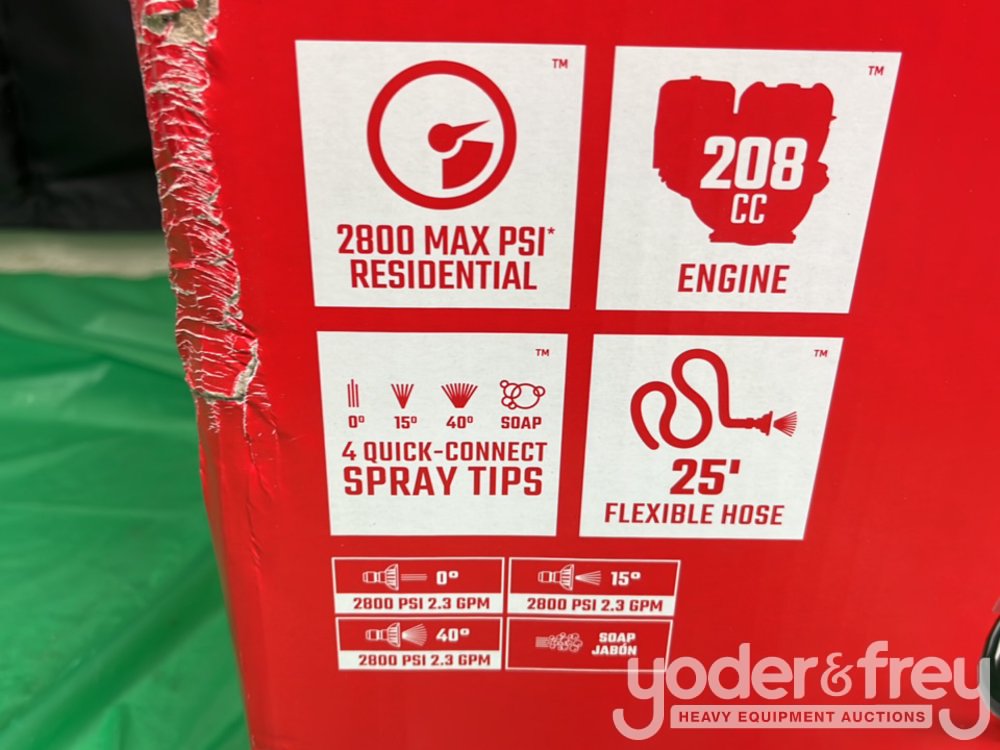 TM
2800 MAX PSI*
RESIDENTIAL
TM
208
CC
ENGINE
TM
0° 15° 40° SOAP
4 QUICK-CONNECT
SPRAY TIPS
TM
25'
FLEXIBLE HOSE
0°
2800 PSI 2.3 GPM
15°
2800 PSI 2.3 GPM
40°
2800 PSI 2.3 GPM
SOAP
JABÓN
yoder&frey
HEAVY EQUIPMENT AUCTIONS